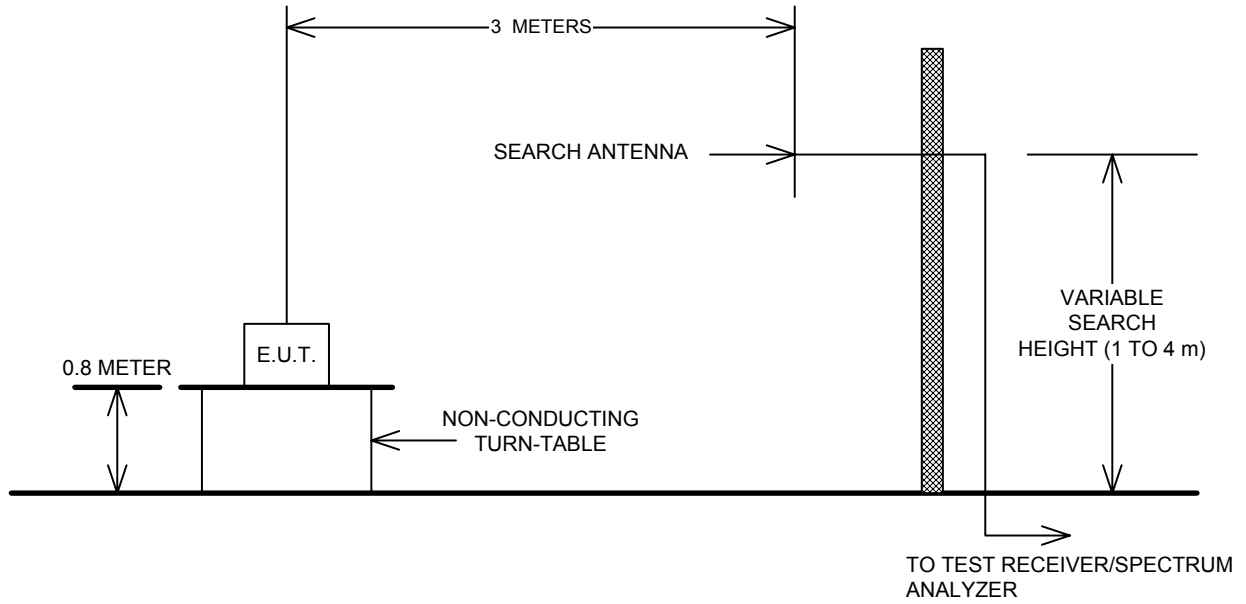 3 METERS
SEARCH ANTENNA
VARIABLE
SEARCH
HEIGHT (1 TO 4 m)
E.U.T.
0.8 METER
NON-CONDUCTING
TURN-TABLE
TO TEST RECEIVER/SPECTRUM
ANALYZER